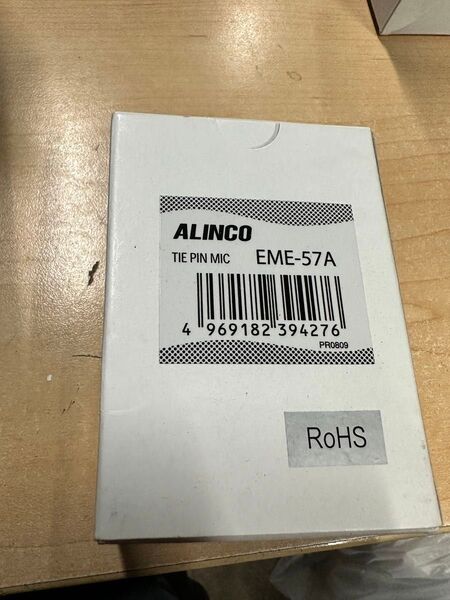 ALINCO
TIE PIN MIC EME-57A
4 969182 394276
PR0809
RoHS